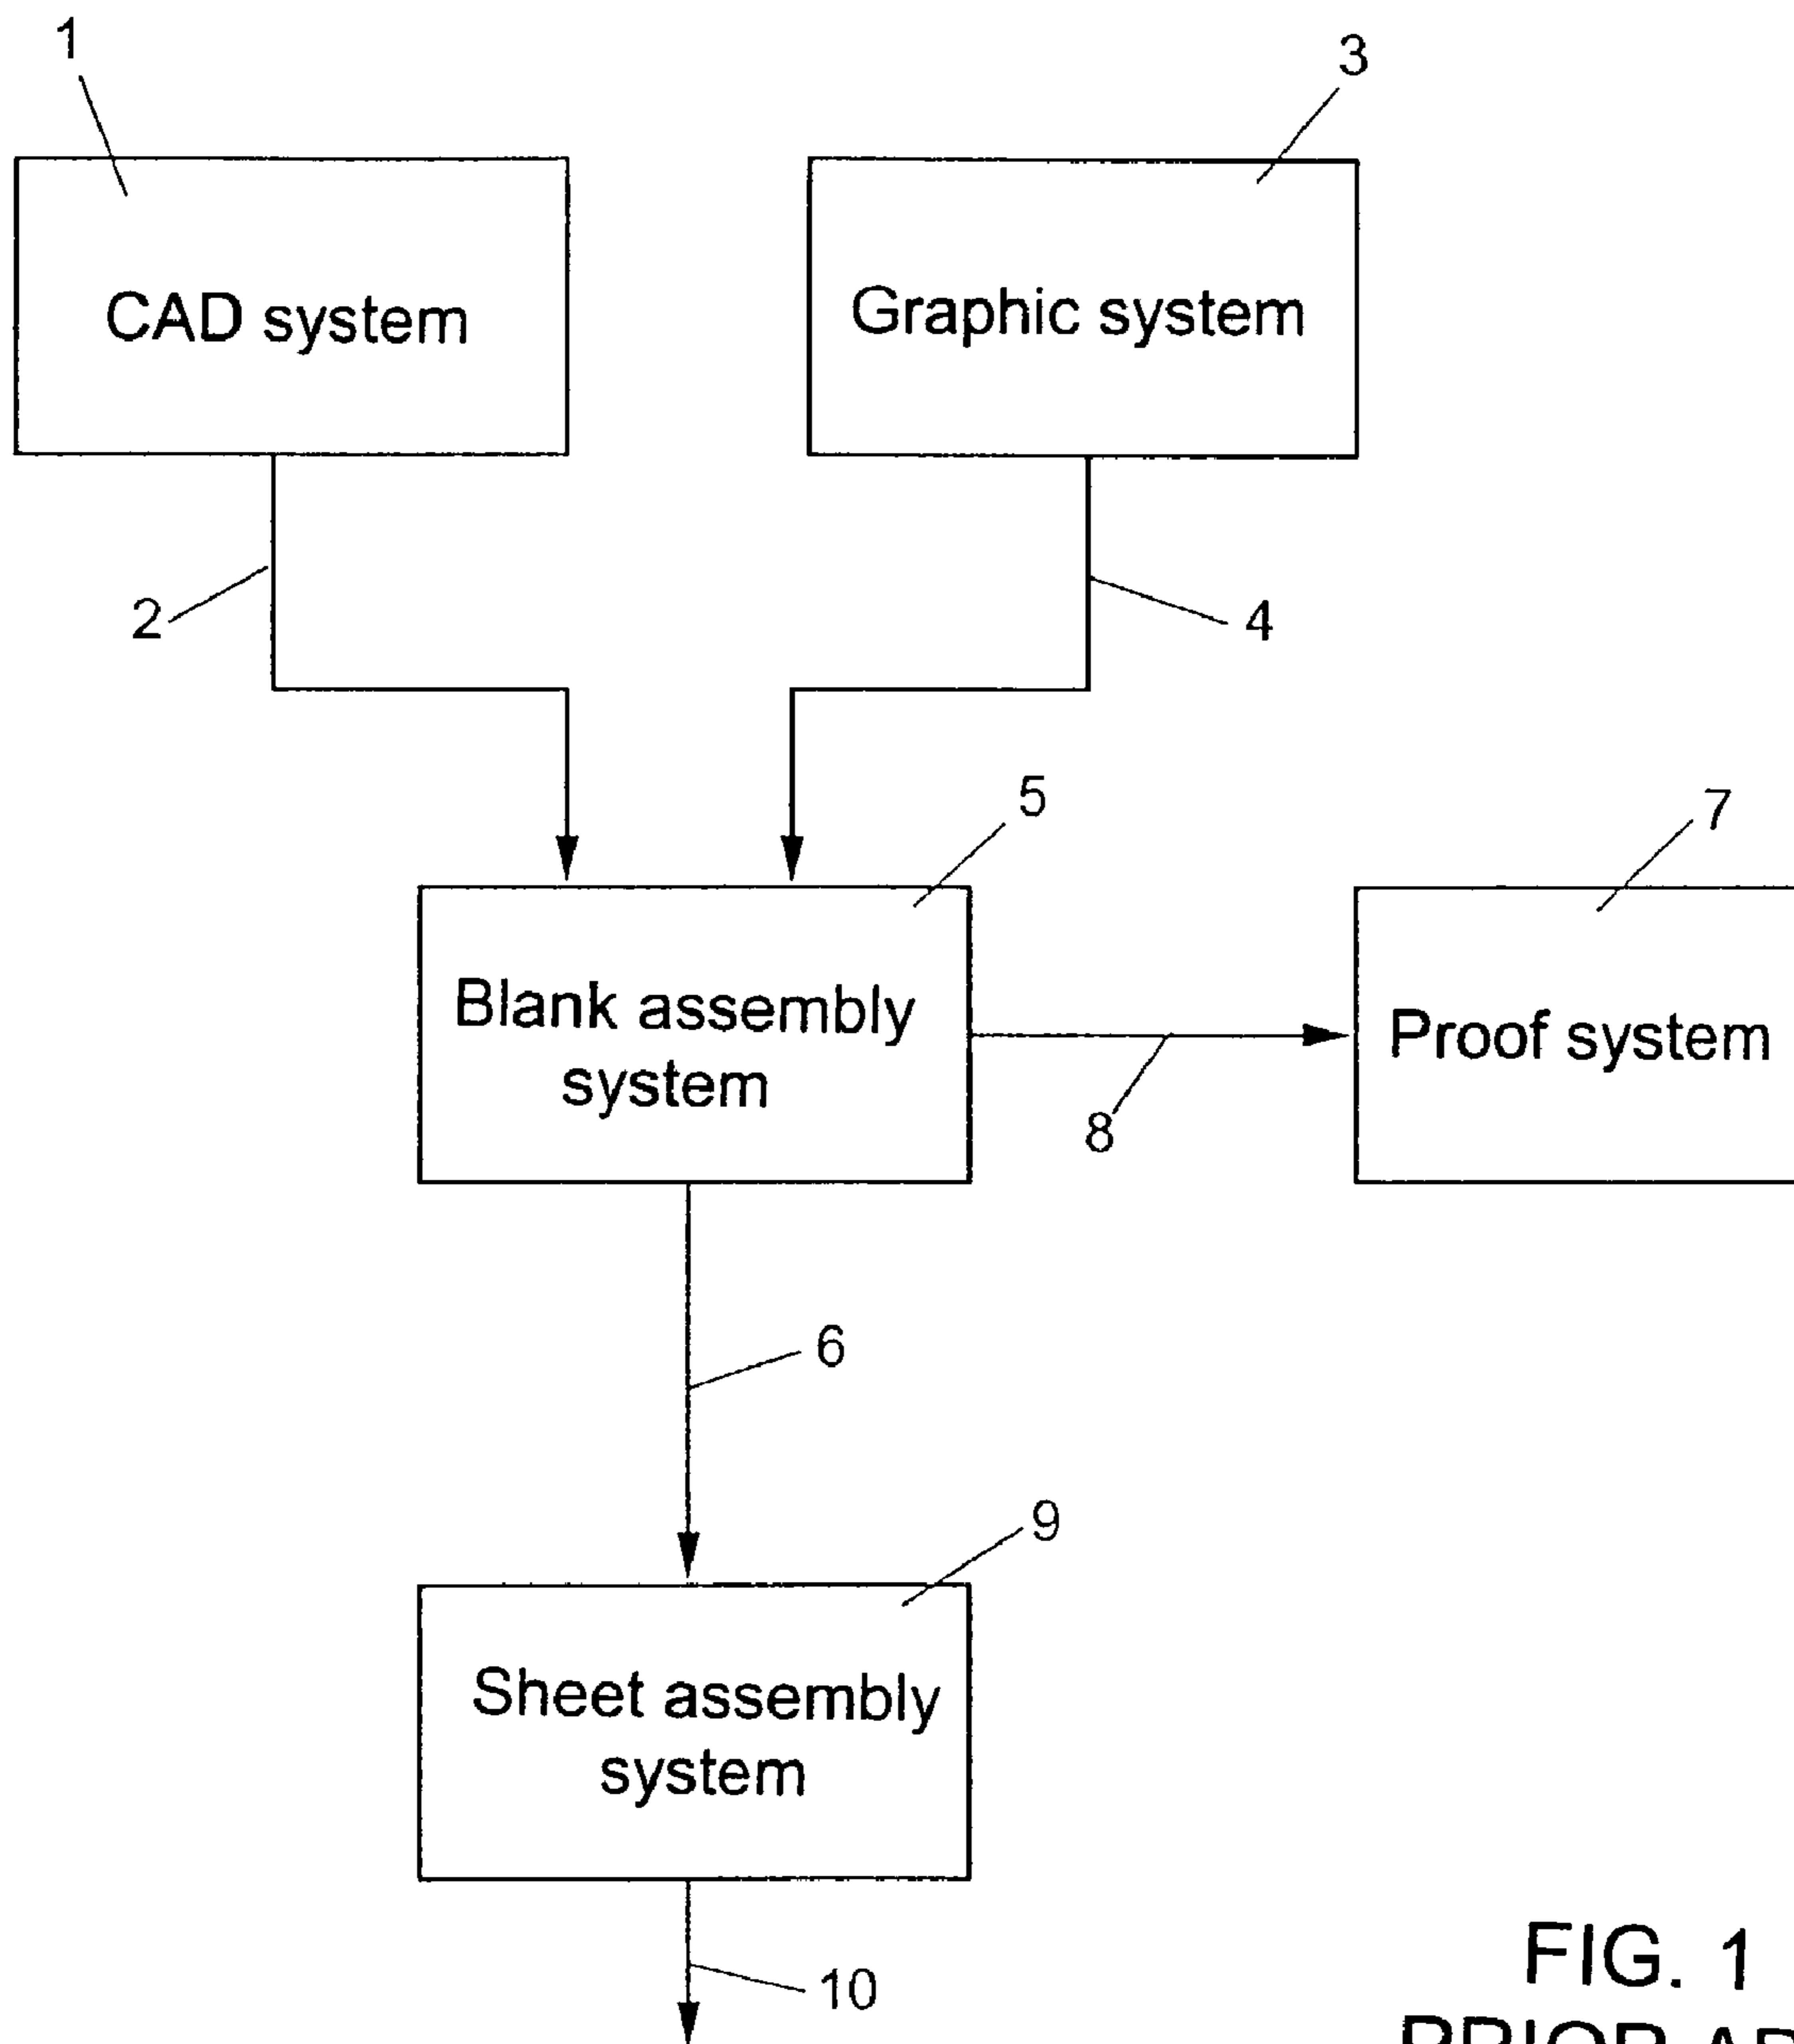 1
3
CAD system
Graphic system
2
4
5
7
Blank assembly
system
Proof system
8
6
9
Sheet assembly
system
10
FIG. 1
PRIOR